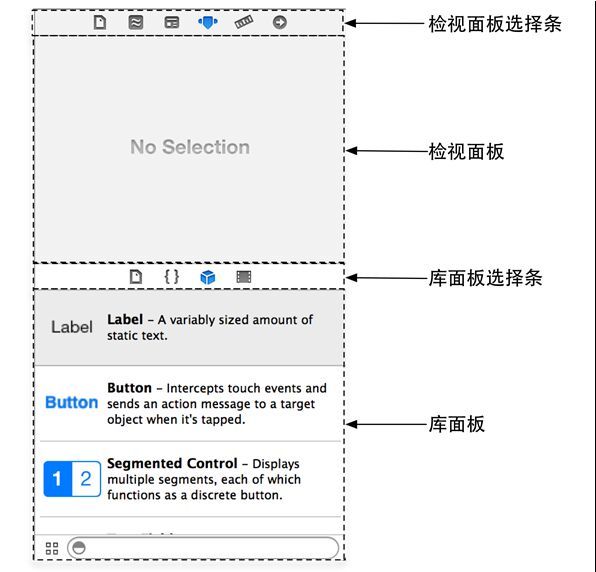 检视面板选择条
No Selection
检视面板
{ }
库面板选择条
Label
Label – A variably sized amount of
static text.
Button
Button – Intercepts touch events and
sends an action message to a target
object when it's tapped.
库面板
1 2
Segmented Control – Displays
multiple segments, each of which
functions as a discrete button.